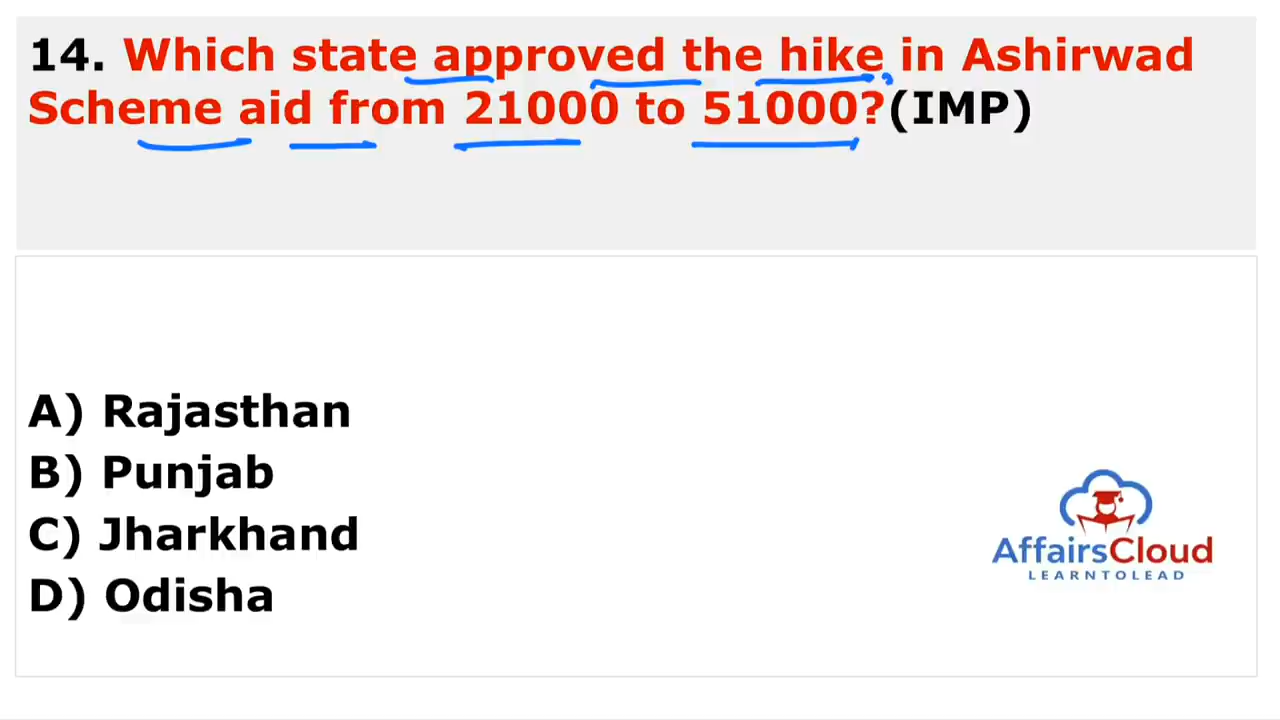 14. Which state approved the hike in Ashirwad
Scheme aid from 21000 to 51000?(IMP)
A) Rajasthan
B) Punjab
C) Jharkhand
D) Odisha
AffairsCloud
LEARNTOLEAD